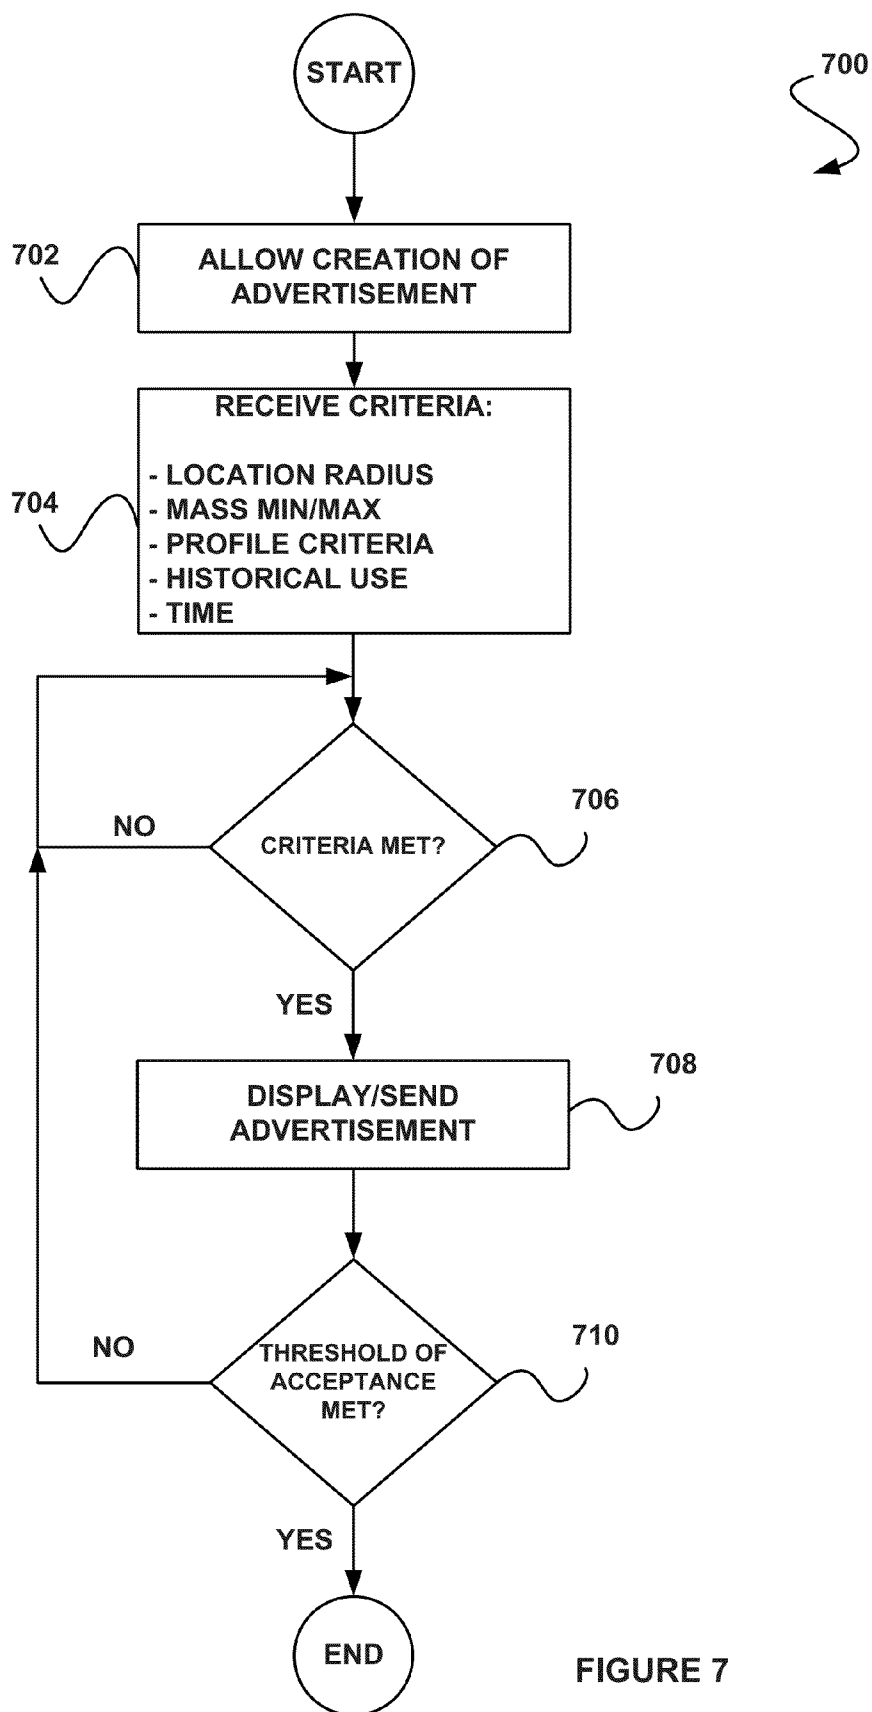 START
700
702
ALLOW CREATION OF
ADVERTISEMENT
RECEIVE CRITERIA:
704
- LOCATION RADIUS
- MASS MIN/MAX
- PROFILE CRITERIA
- HISTORICAL USE
- TIME
706
NO
CRITERIA MET?
YES
708
DISPLAY/SEND
ADVERTISEMENT
710
NO
THRESHOLD OF
ACCEPTANCE
MET?
YES
END
FIGURE 7